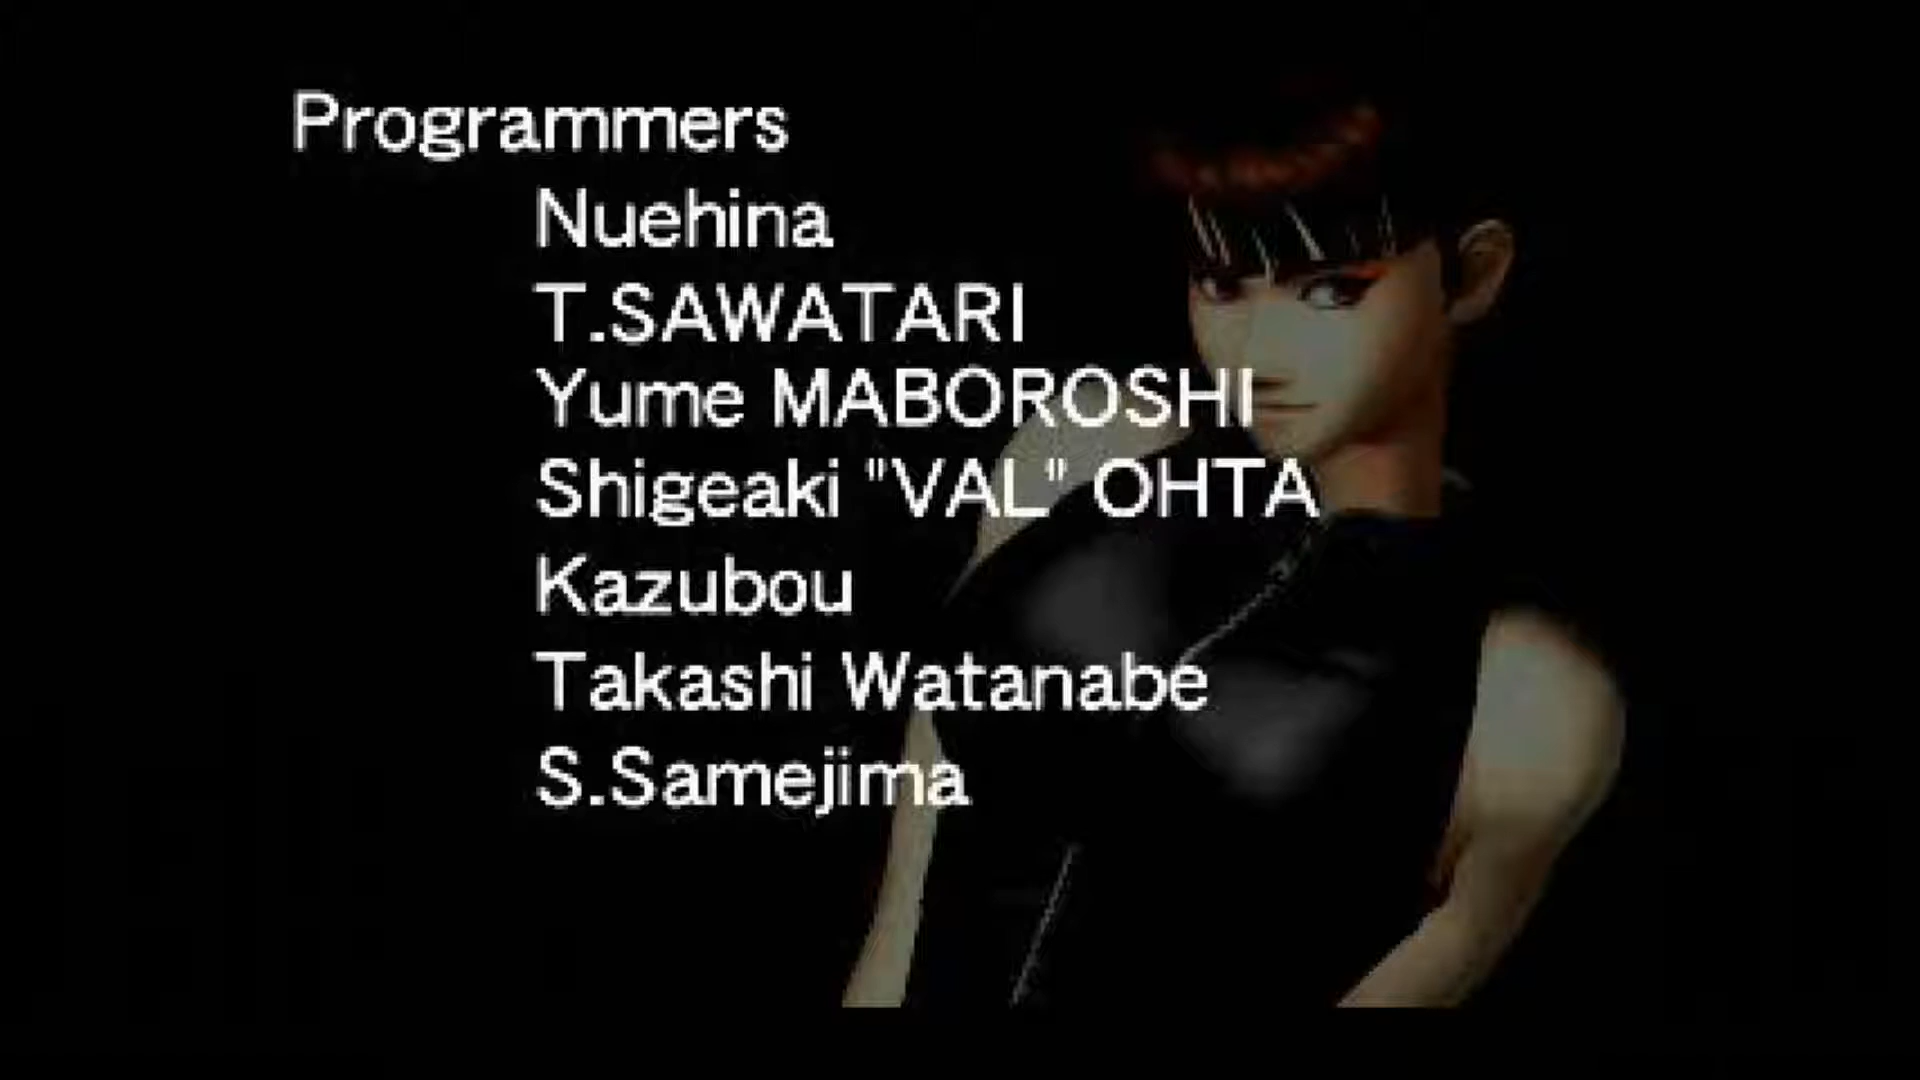 Programmers
Nuehina
T.SAWATARI
Yume MABOROSHI
Shigeaki "VAL" OHTA
Kazubou
Takashi Watanabe
S.Samejima